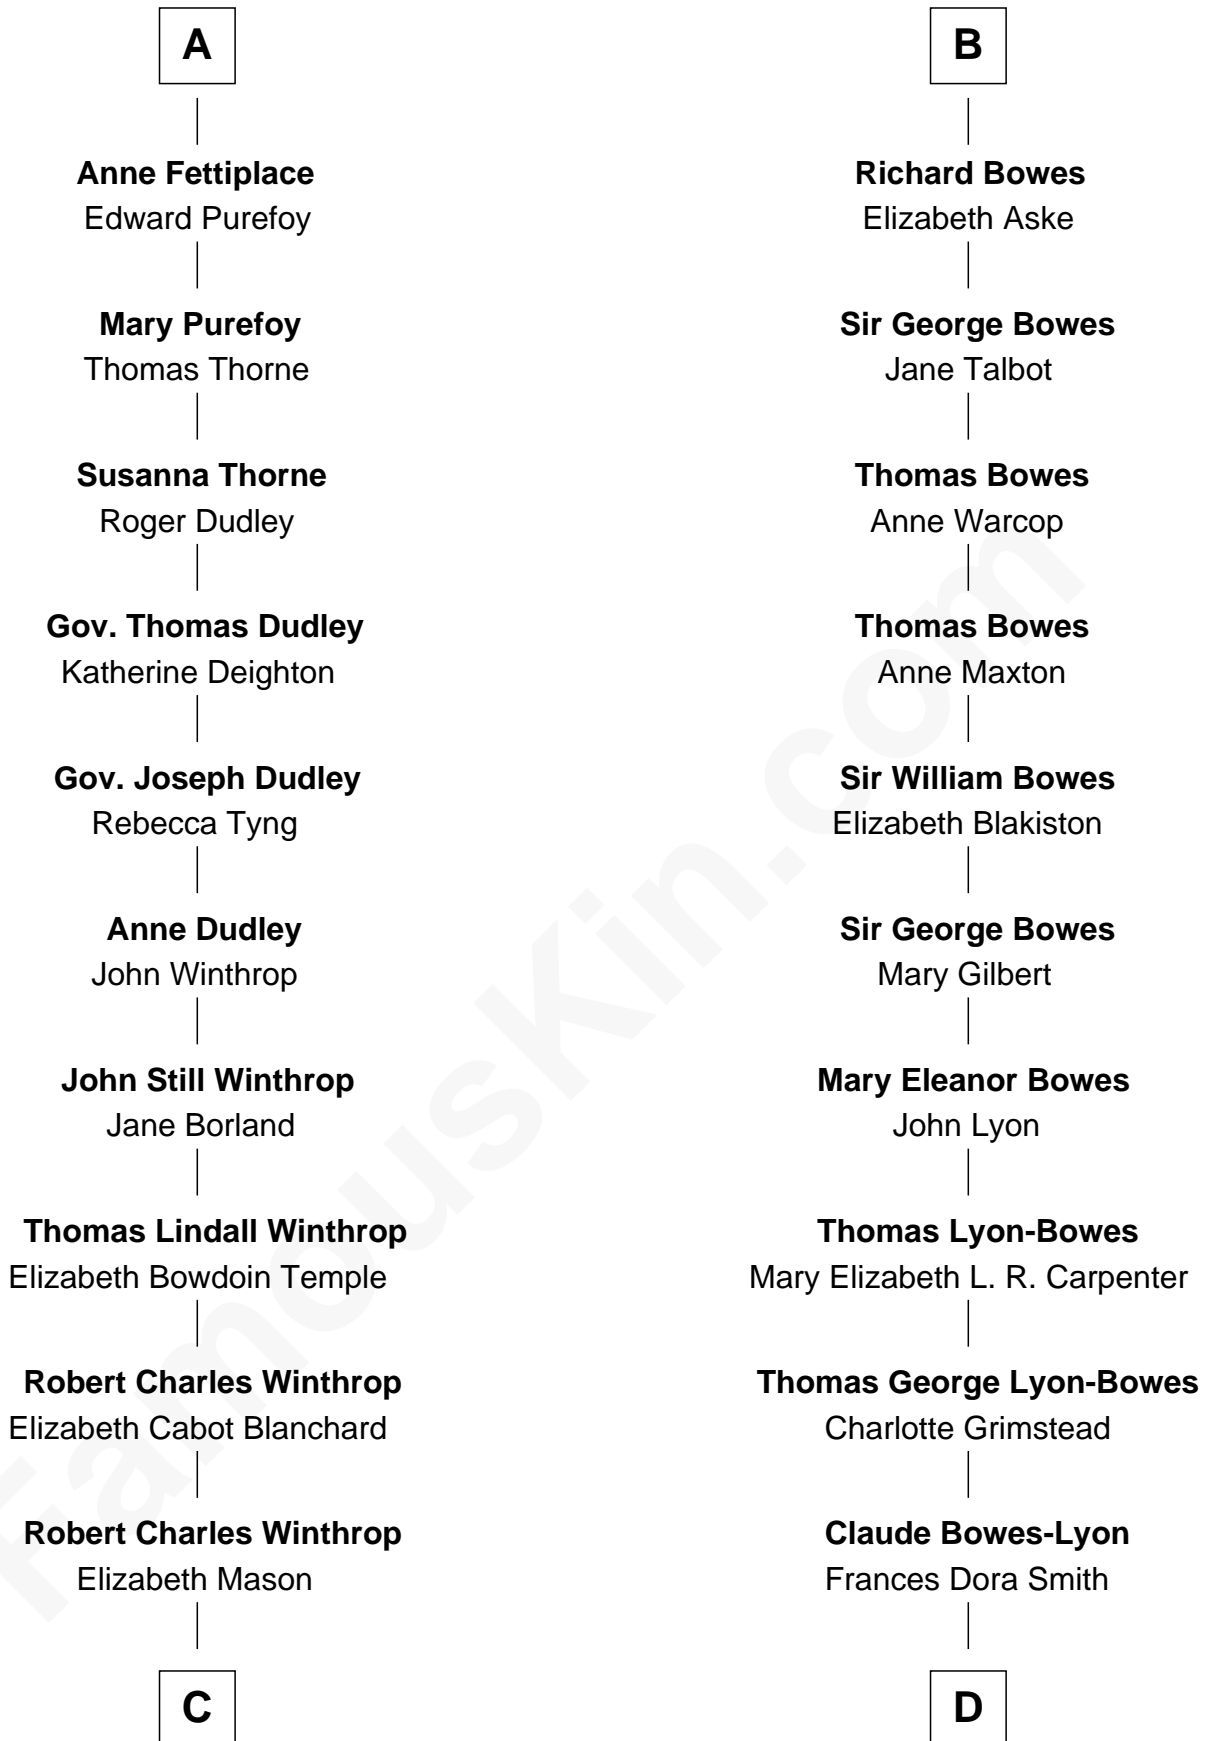 A
Anne Fettiplace
Edward Purefoy
Mary Purefoy
Thomas Thorne
Susanna Thorne
Roger Dudley
Gov. Thomas Dudley
Katherine Deighton
Gov. Joseph Dudley
Rebecca Tyng
Anne Dudley
John Winthrop
John Still Winthrop
Jane Borland
Thomas Lindall Winthrop
Elizabeth Bowdoin Temple
Robert Charles Winthrop
Elizabeth Cabot Blanchard
Robert Charles Winthrop
Elizabeth Mason
C
B
Richard Bowes
Elizabeth Aske
Sir George Bowes
Jane Talbot
Thomas Bowes
Anne Warcop
Thomas Bowes
Anne Maxton
Sir William Bowes
Elizabeth Blakiston
Sir George Bowes
Mary Gilbert
Mary Eleanor Bowes
John Lyon
Thomas Lyon-Bowes
Mary Elizabeth L. R. Carpenter
Thomas George Lyon-Bowes
Charlotte Grimstead
Claude Bowes-Lyon
Frances Dora Smith
D
FamousKin.com